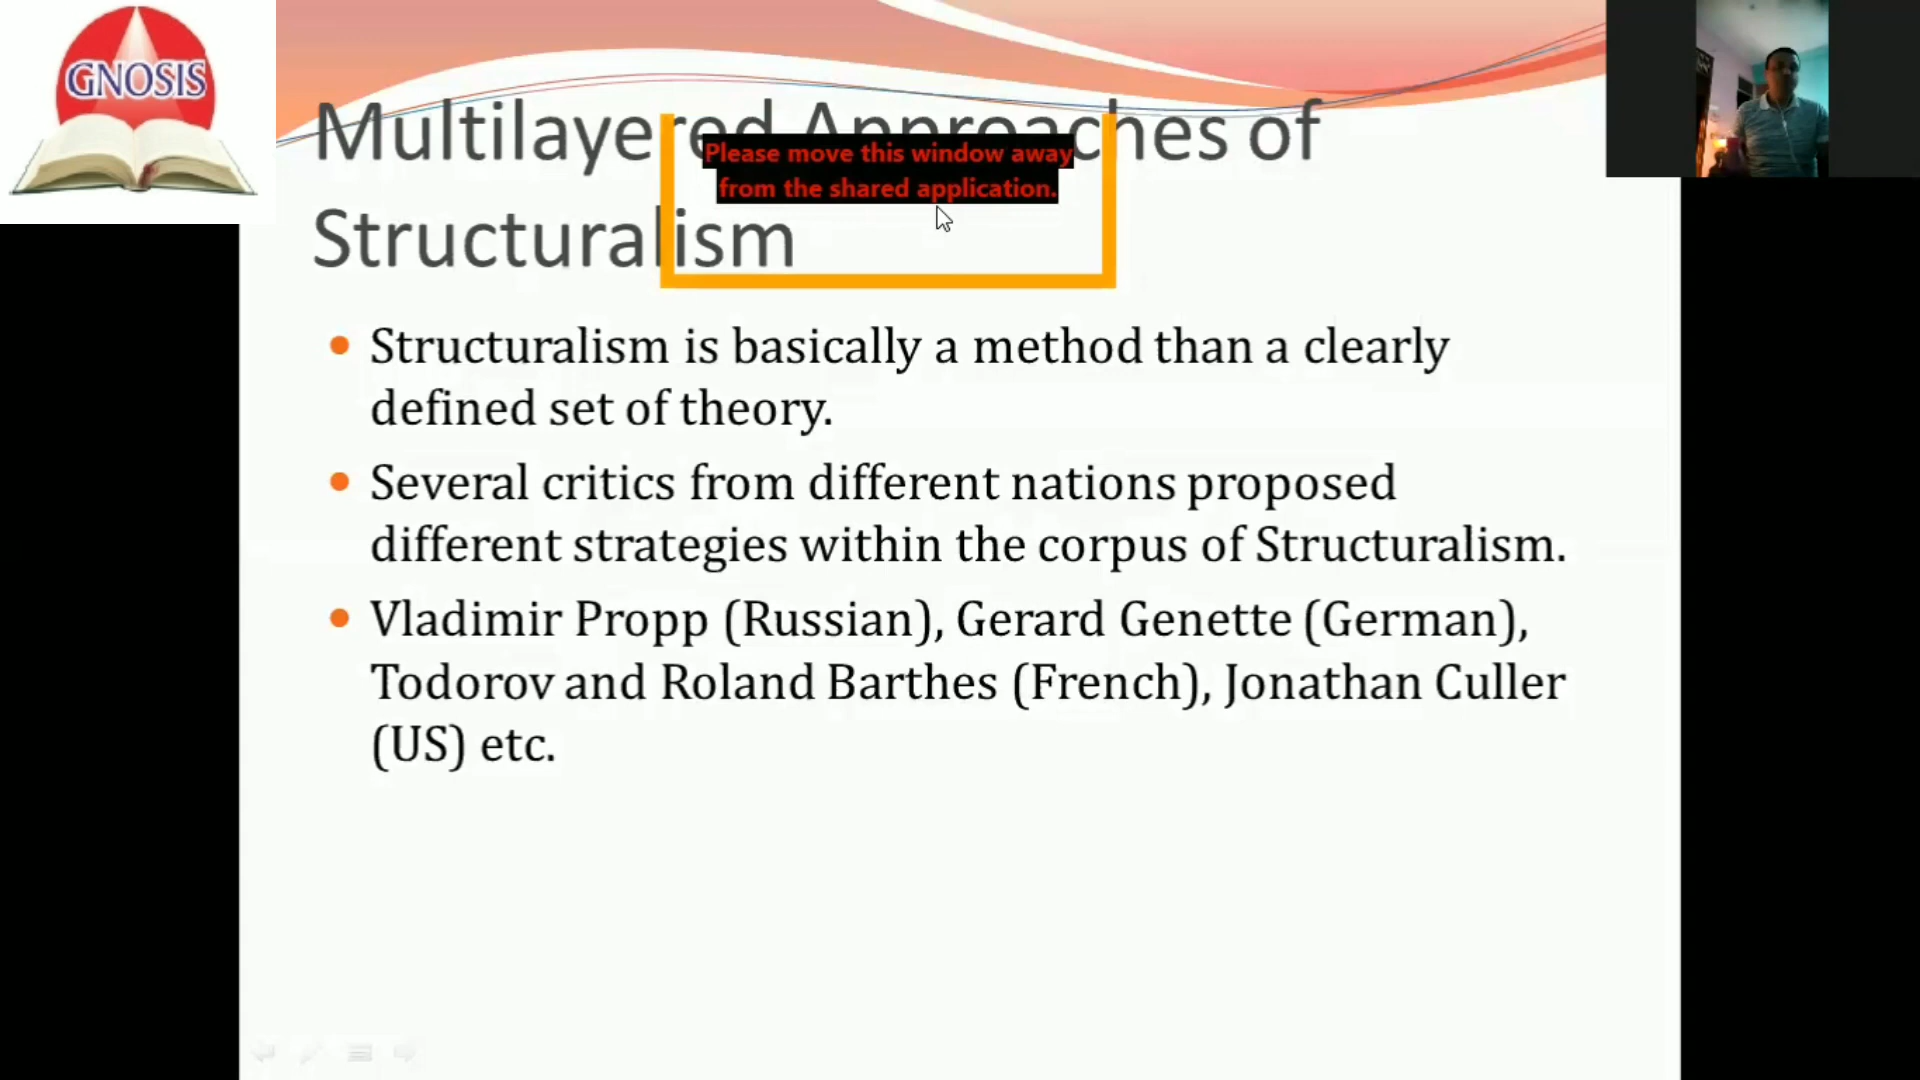 GNOSIS
Multilayered Approaches of
Please move this window away
from the shared application.
Structuralism
• Structuralism is basically a method than a clearly
defined set of theory.
• Several critics from different nations proposed
different strategies within the corpus of Structuralism.
• Vladimir Propp (Russian), Gerard Genette (German),
Todorov and Roland Barthes (French), Jonathan Culler
(US) etc.